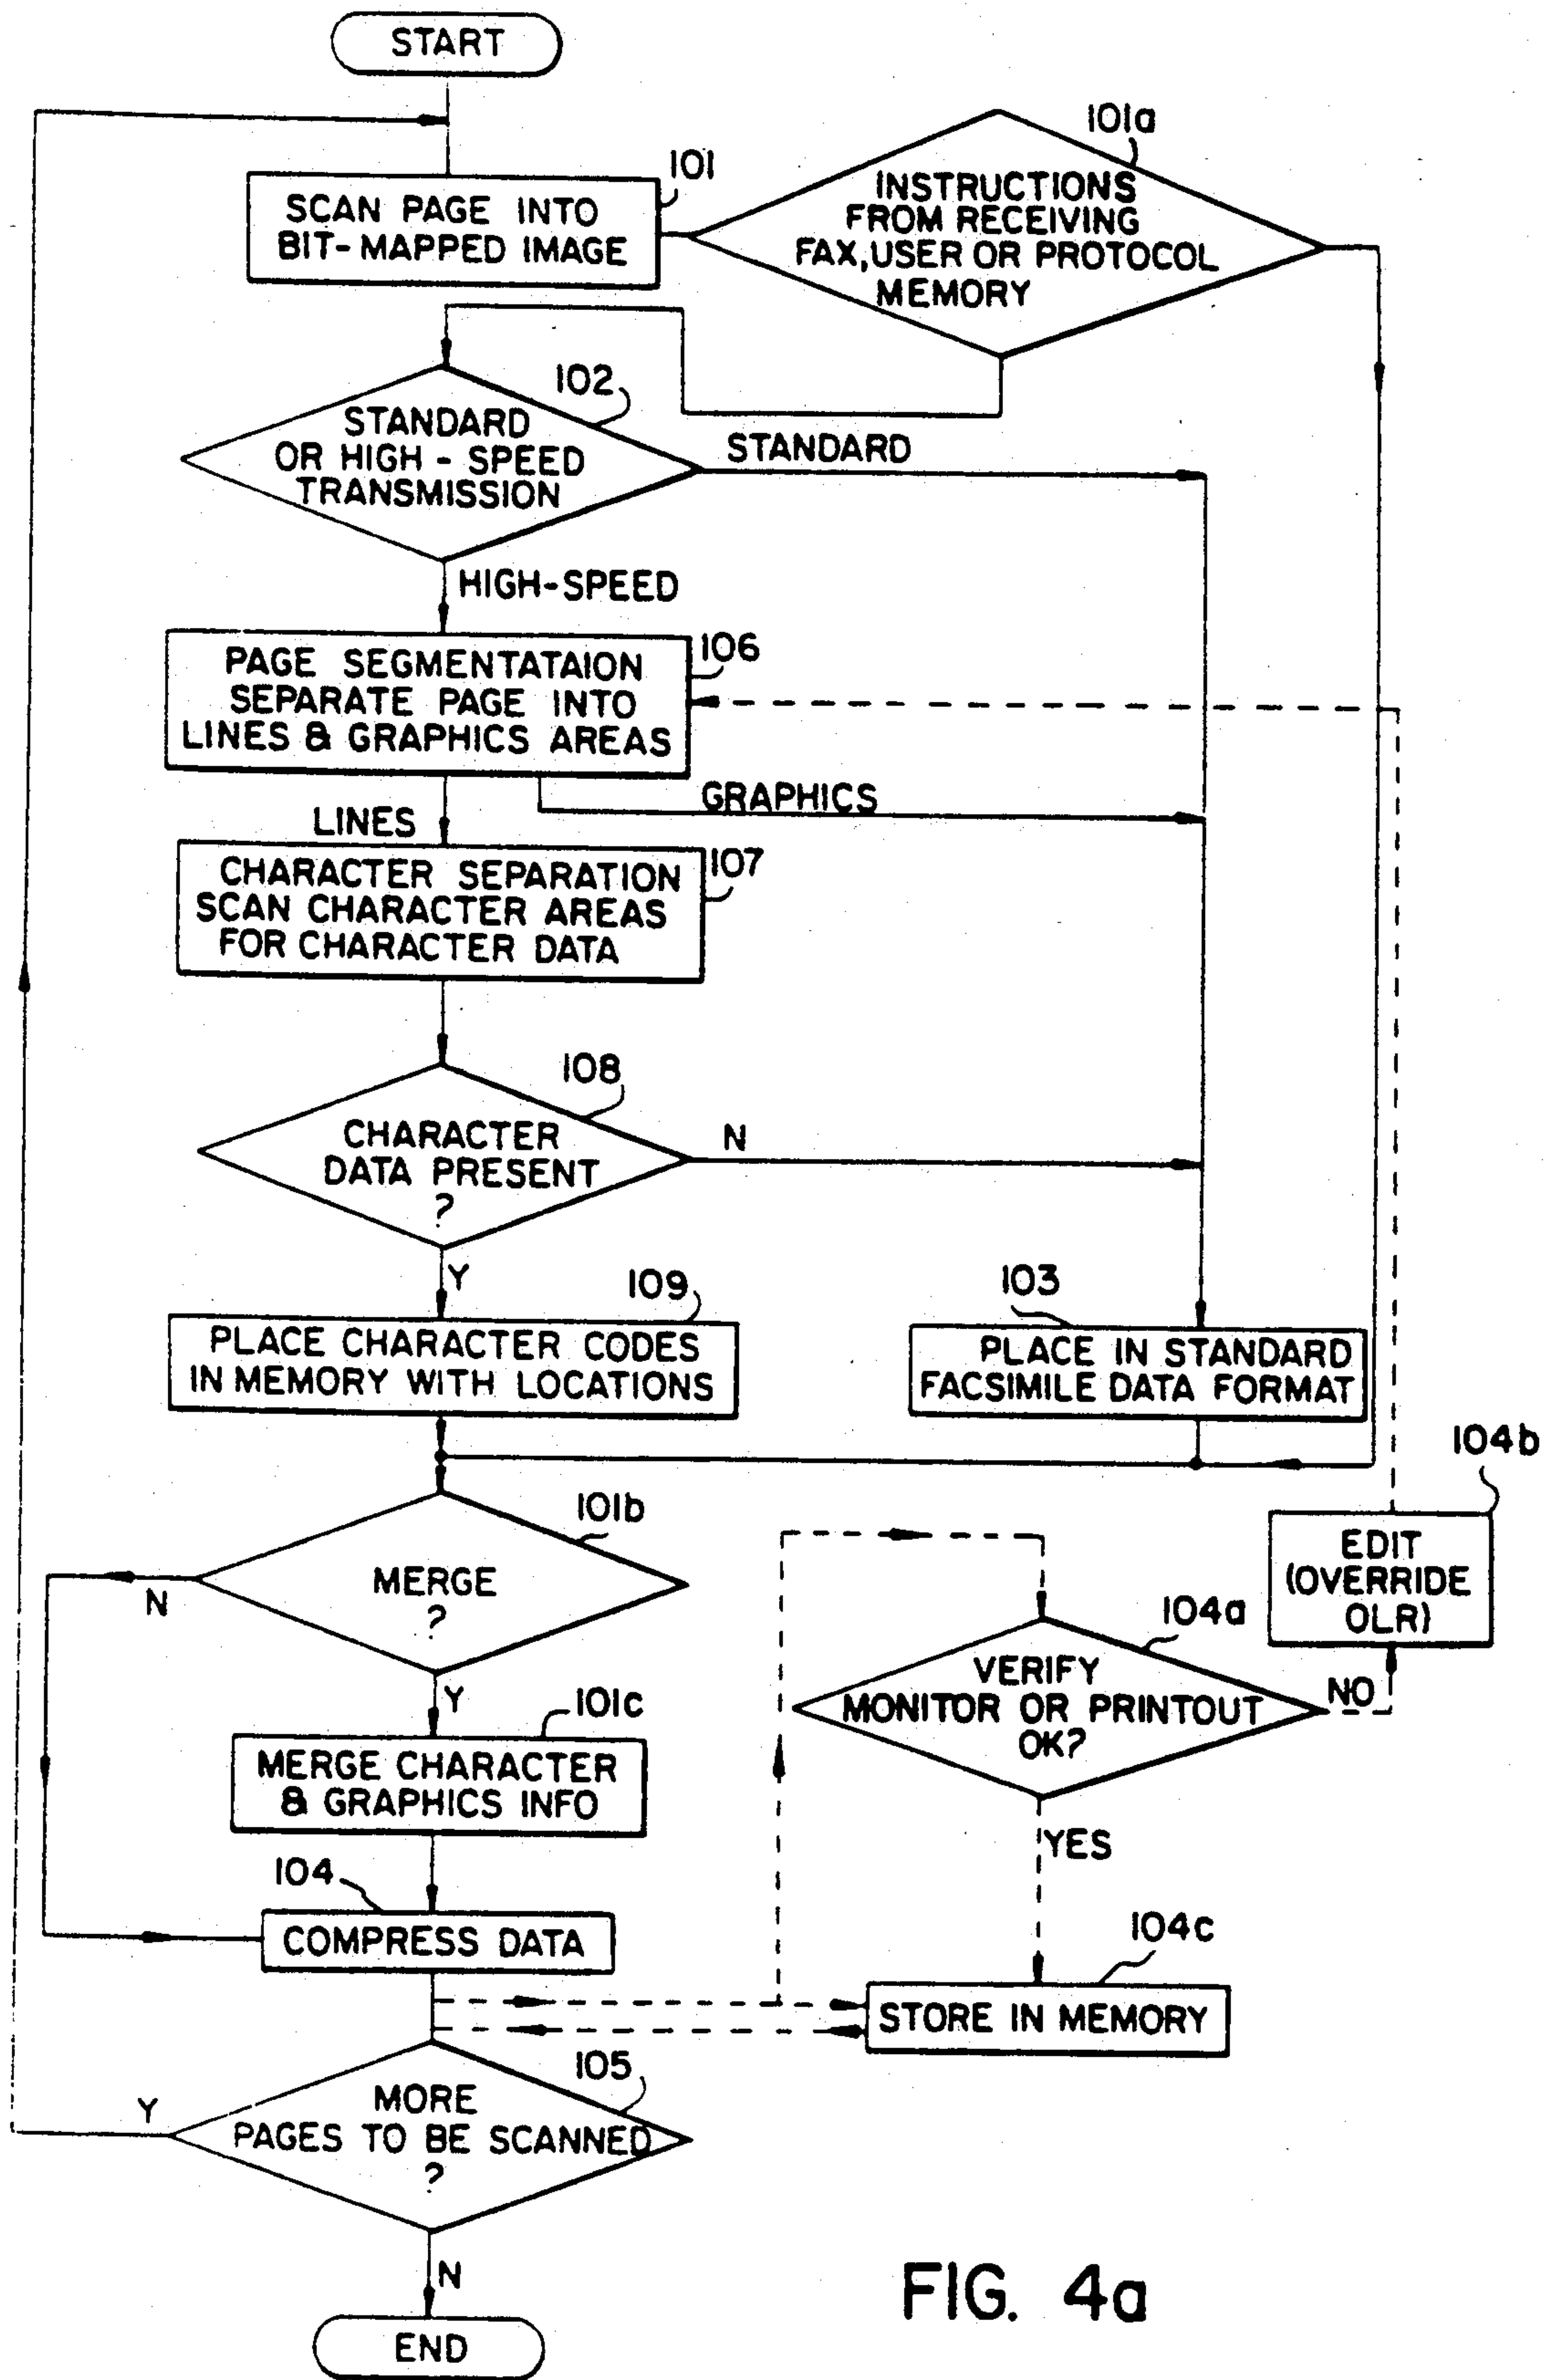 START
101
SCAN PAGE INTO
BIT-MAPPED IMAGE
101a
INSTRUCTIONS
FROM RECEIVING
FAX, USER OR PROTOCOL
MEMORY
102
STANDARD
OR HIGH-SPEED
TRANSMISSION
STANDARD
HIGH-SPEED
106
PAGE SEGMENTATAION
SEPARATE PAGE INTO
LINES & GRAPHICS AREAS
GRAPHICS
LINES
107
CHARACTER SEPARATION
SCAN CHARACTER AREAS
FOR CHARACTER DATA
108
CHARACTER
DATA PRESENT
?
N
Y
109
PLACE CHARACTER CODES
IN MEMORY WITH LOCATIONS
103
PLACE IN STANDARD
FACSIMILE DATA FORMAT
101b
MERGE
?
N
Y
104b
EDIT
(OVERRIDE
OLR)
104a
VERIFY
MONITOR OR PRINTOUT
OK?
NO
YES
101c
MERGE CHARACTER
& GRAPHICS INFO
104
COMPRESS DATA
104c
STORE IN MEMORY
105
MORE
PAGES TO BE SCANNED
?
Y
N
END
FIG. 4a